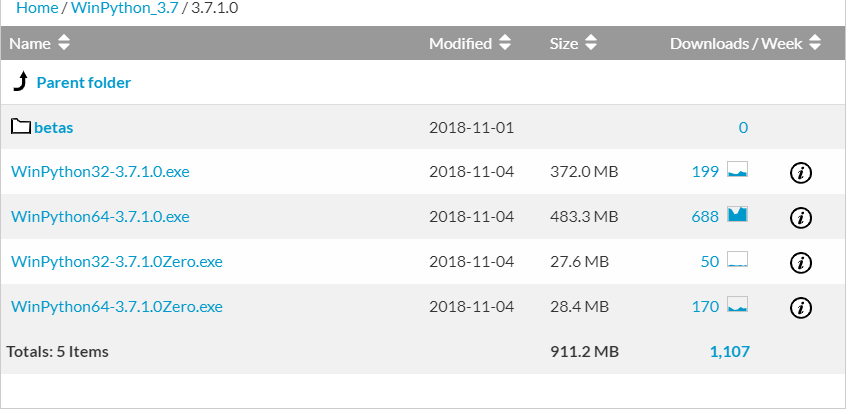 Home / WinPython_3.7 / 3.7.1.0
Name Modified Size Downloads / Week
Parent folder
betas 2018-11-01 0
WinPython32-3.7.1.0.exe 2018-11-04 372.0 MB 199 i
WinPython64-3.7.1.0.exe 2018-11-04 483.3 MB 688 i
WinPython32-3.7.1.0Zero.exe 2018-11-04 27.6 MB 50 i
WinPython64-3.7.1.0Zero.exe 2018-11-04 28.4 MB 170 i
Totals: 5 Items 911.2 MB 1,107